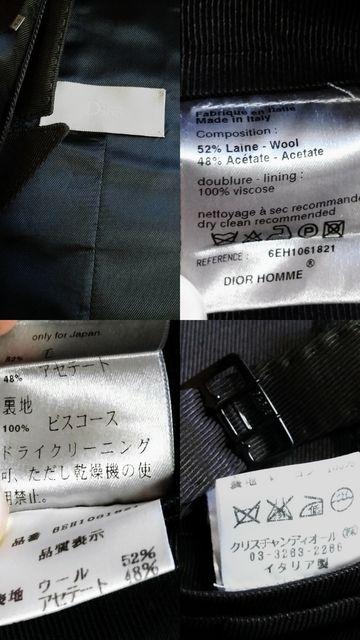 Fabriqué en Italie
Made in Italy
Composition :
52% Laine - Wool
48% Acétate - Acetate
doublure - lining :
100% viscose
nettoyage à sec recommandé
dry clean recommended
REFERENCE : 6EH1061821
DIOR HOMME ®
only for Japan
52% 毛
48% アセテート
裏地
100% ビスコース
ドライクリーニング
可、ただし乾燥機の使
用禁止。
品番
品質表示
ウール 52%
アセテート 48%
クリスチャンディオール㈱
03-3263-2266
イタリア製